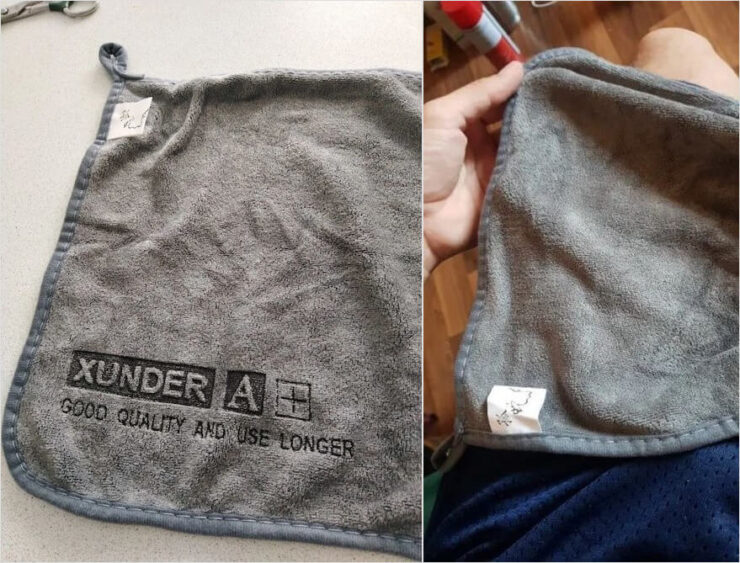 XUNDER A
GOOD QUALITY AND USE LONGER